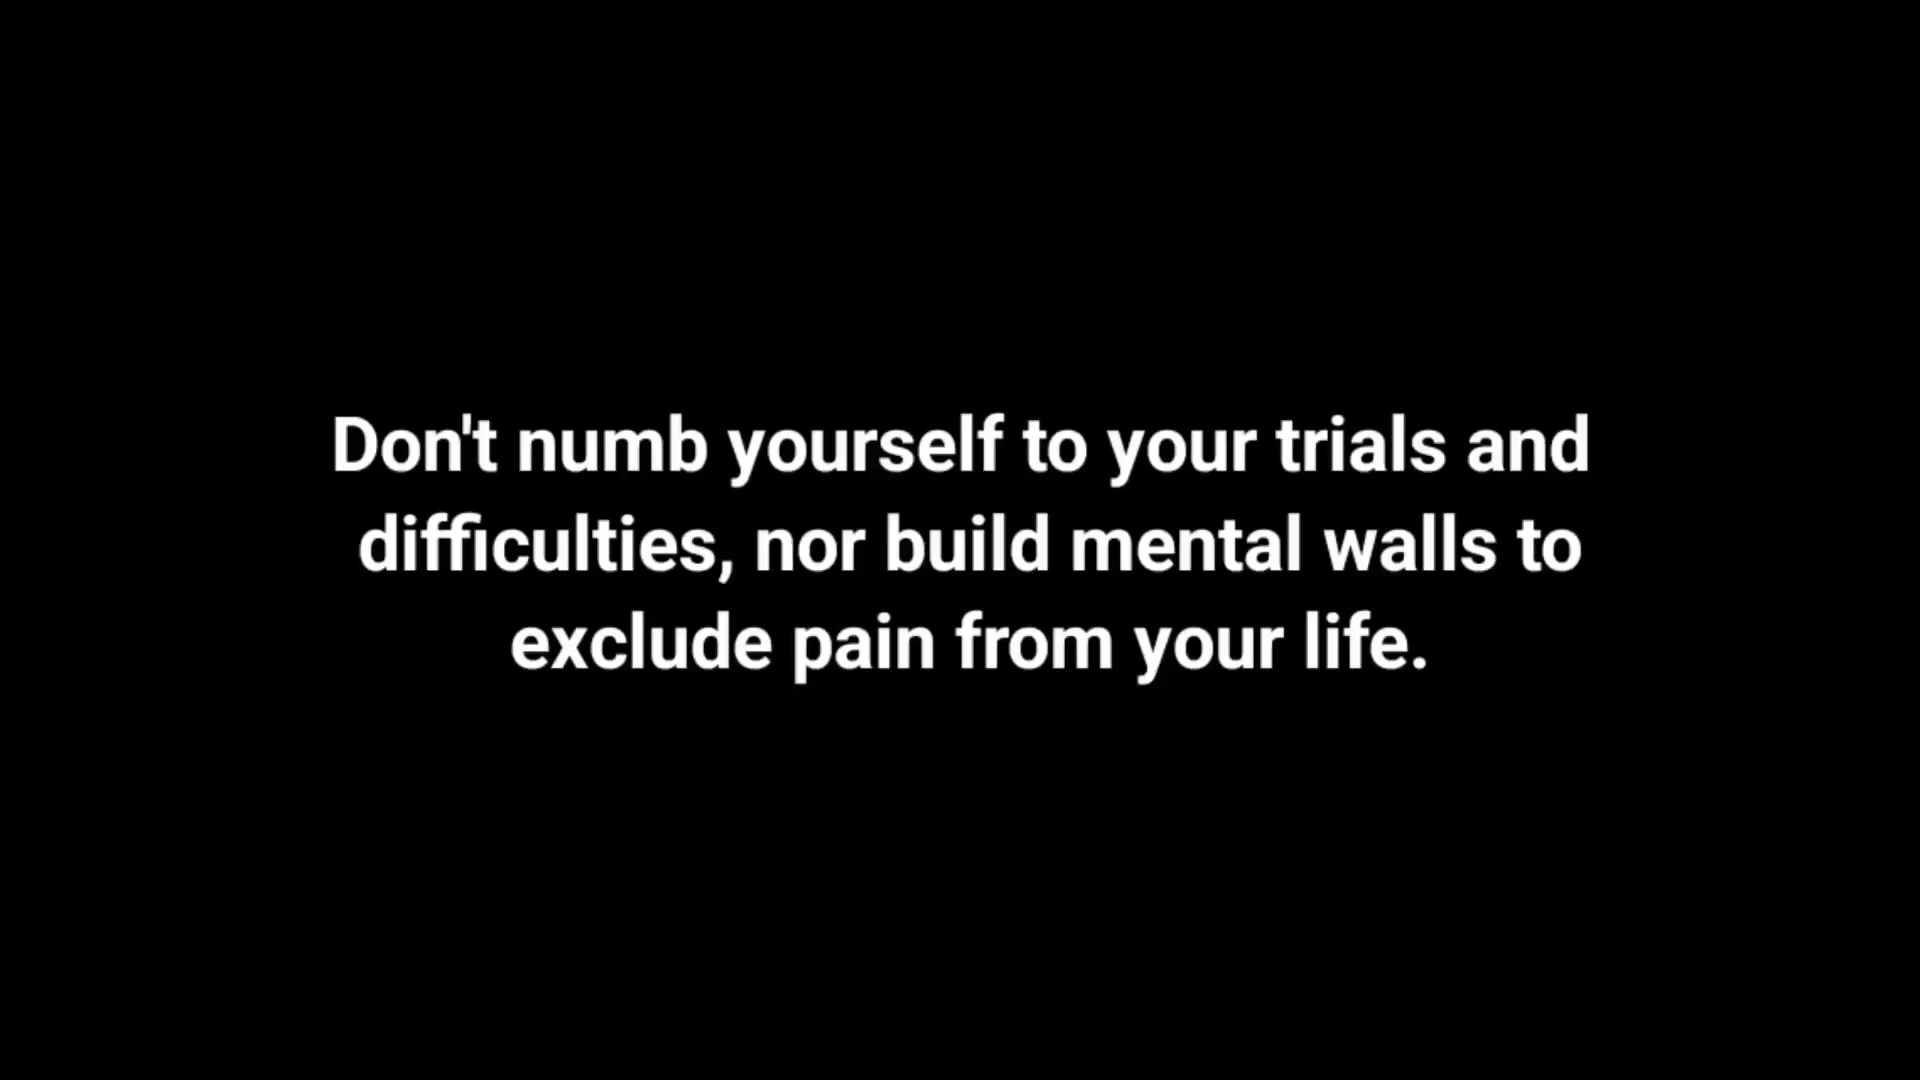 Don't numb yourself to your trials and
difficulties, nor build mental walls to
exclude pain from your life.